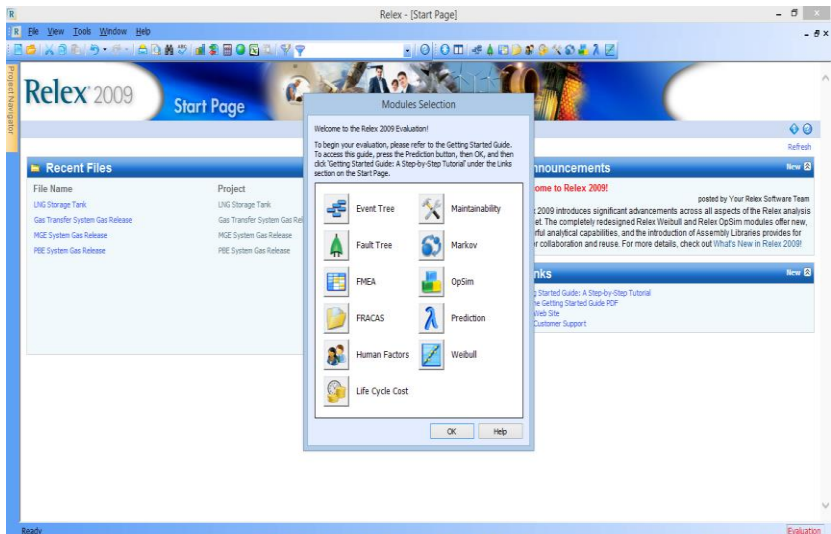 Relex - [Start Page]
File View Tools Window Help
Project Navigator
Relex 2009
Start Page
Refresh
Recent Files
File Name Project
LNG Storage Tank LNG Storage Tank
Gas Transfer System Gas Release Gas Transfer System Gas Rel
MGE System Gas Release MGE System Gas Release
PBE System Gas Release PBE System Gas Release
Modules Selection
Welcome to the Relex 2009 Evaluation!
To begin your evaluation, please refer to the Getting Started Guide.
To access this guide, press the Prediction button, then OK, and then
click 'Getting Started Guide: A Step-by-Step Tutorial' under the Links
section on the Start Page.
Event Tree Maintainability
Fault Tree Markov
FMEA OpSim
FRACAS Prediction
Human Factors Weibull
Life Cycle Cost
OK Help
nnouncements New
ome to Relex 2009!
posted by Your Relex Software Team
2009 introduces significant advancements across all aspects of the Relex analysis
et. The completely redesigned Relex Weibull and Relex OpSim modules offer new,
rful analytical capabilities, and the introduction of Assembly Libraries provides for
r collaboration and reuse. For more details, check out What's New in Relex 2009!
nks New
g Started Guide: A Step-by-Step Tutorial
e Getting Started Guide PDF
Web Site
Customer Support
Ready Evaluation